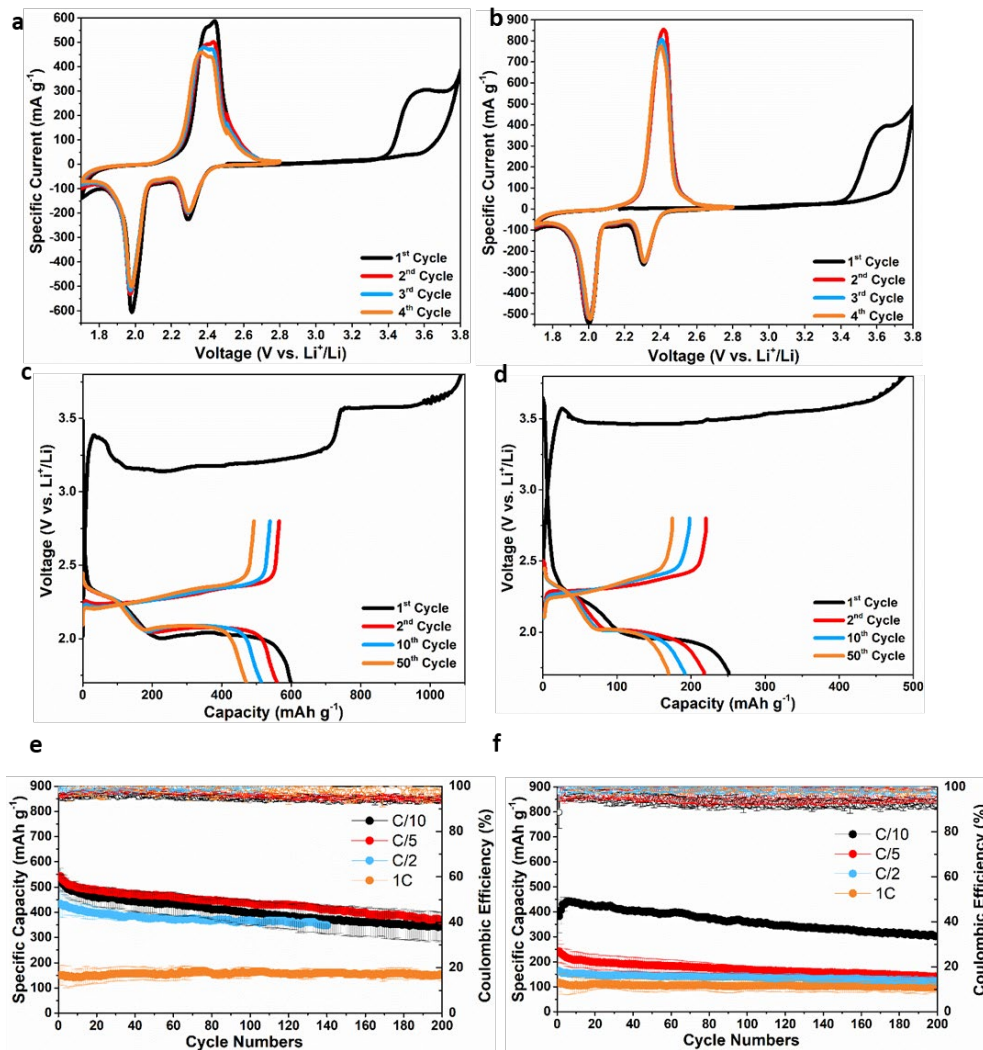 a
600
500
400
300
200
100
0
-100
-200
-300
-400
-500
-600
Specific Current (mA g⁻¹)
1st Cycle
2nd Cycle
3rd Cycle
4th Cycle
1.8 2.0 2.2 2.4 2.6 2.8 3.0 3.2 3.4 3.6 3.8
Voltage (V vs. Li⁺/Li)
b
900
800
700
600
500
400
300
200
100
0
-100
-200
-300
-400
-500
Specific Current (mA g⁻¹)
1st Cycle
2nd Cycle
3rd Cycle
4th Cycle
1.8 2.0 2.2 2.4 2.6 2.8 3.0 3.2 3.4 3.6 3.8
Voltage (V vs. Li⁺/Li)
c
3.5
3.0
2.5
2.0
Voltage (V vs. Li⁺/Li)
1st Cycle
2nd Cycle
10th Cycle
50th Cycle
0 200 400 600 800 1000
Capacity (mAh g⁻¹)
d
3.5
3.0
2.5
2.0
Voltage (V vs. Li⁺/Li)
1st Cycle
2nd Cycle
10th Cycle
50th Cycle
0 100 200 300 400 500
Capacity (mAh g⁻¹)
e
900
800
700
600
500
400
300
200
100
0
Specific Capacity (mAh g⁻¹)
C/10
C/5
C/2
1C
100
80
60
40
20
0
Coulombic Efficiency (%)
0 20 40 60 80 100 120 140 160 180 200
Cycle Numbers
f
900
800
700
600
500
400
300
200
100
0
Specific Capacity (mAh g⁻¹)
C/10
C/5
C/2
1C
100
80
60
40
20
0
Coulombic Efficiency (%)
0 20 40 60 80 100 120 140 160 180 200
Cycle Numbers